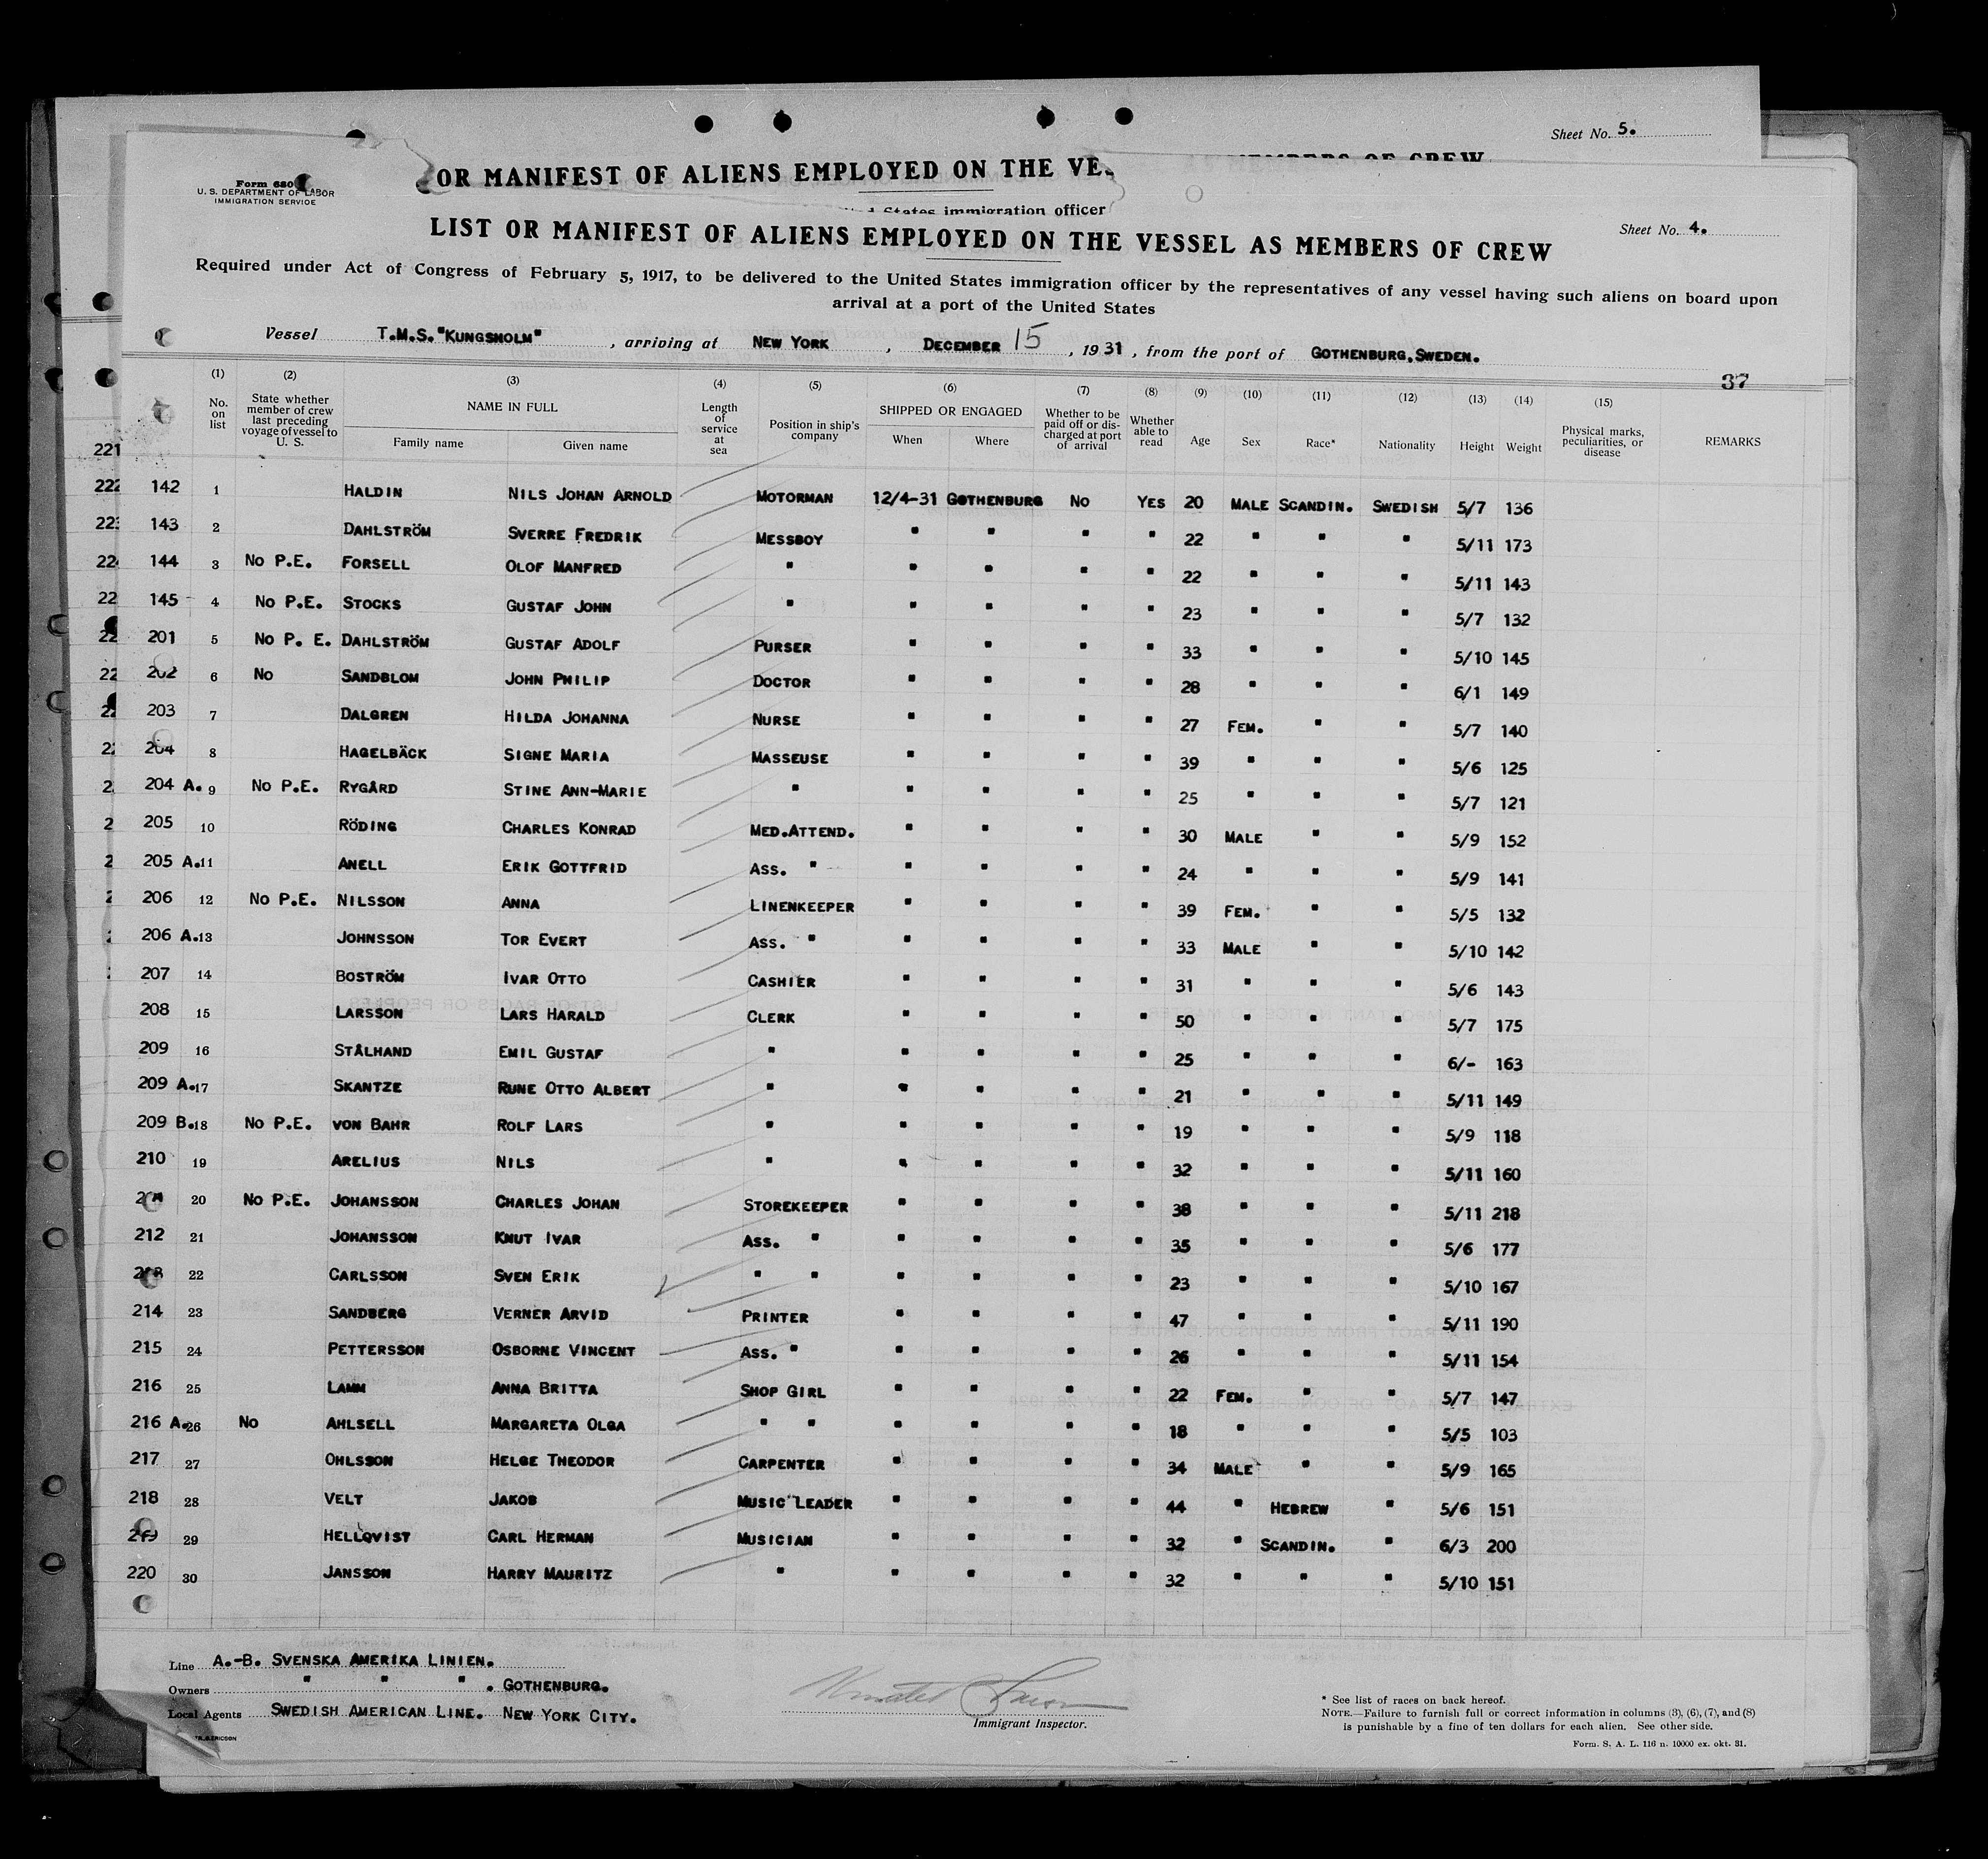 Sheet No. 5.
OR MANIFEST OF ALIENS EMPLOYED ON THE VES
MEMBERS OF CREW
Form 680
U. S. DEPARTMENT OF LABOR
IMMIGRATION SERVICE
States immigration officer
Sheet No. 4.
LIST OR MANIFEST OF ALIENS EMPLOYED ON THE VESSEL AS MEMBERS OF CREW
Required under Act of Congress of February 5, 1917, to be delivered to the United States immigration officer by the representatives of any vessel having such aliens on board upon
arrival at a port of the United States
Vessel T.M.S. "KUNGSHOLM", arriving at NEW YORK, DECEMBER 15, 1931, from the port of GOTHENBURG, SWEDEN.
37
(1) (2) (3) (4) (5) (6) (7) (8) (9) (10) (11) (12) (13) (14) (15)
No. on list
State whether member of crew last preceding voyage of vessel to U. S.
NAME IN FULL
Family name Given name
Length of service at sea
Position in ship's company
SHIPPED OR ENGAGED
When Where
Whether to be paid off or discharged at port of arrival
Whether able to read
Age Sex Race* Nationality Height Weight
Physical marks, peculiarities, or disease
REMARKS
221
142 1 HALDIN NILS JOHAN ARNOLD MOTORMAN 12/4-31 GOTHENBURG NO YES 20 MALE SCANDIN. SWEDISH 5/7 136
143 2 DAHLSTRÖM SVERRE FREDRIK MESSBOY " " " " 22 " " " 5/11 173
144 3 NO P.E. FORSELL OLOF MANFRED " " " " " 22 " " " 5/11 143
145 4 NO P.E. STOCKS GUSTAF JOHN " " " " " 23 " " " 5/7 132
201 5 NO P. E. DAHLSTRÖM GUSTAF ADOLF PURSER " " " " 33 " " " 5/10 145
202 6 NO SANDBLOM JOHN PHILIP DOCTOR " " " " 28 " " " 6/1 149
203 7 DALGREN HILDA JOHANNA NURSE " " " " 27 FEM. " " 5/7 140
204 8 HAGELBÄCK SIGNE MARIA MASSEUSE " " " " 39 " " " 5/6 125
204 A. 9 NO P.E. RYGÅRD STINE ANN-MARIE " " " " " 25 " " " 5/7 121
205 10 RÖDING CHARLES KONRAD MED.ATTEND. " " " " 30 MALE " " 5/9 152
205 A. 11 ANELL ERIK GOTTFRID ASS. " " " " " 24 " " " 5/9 141
206 12 NO P.E. NILSSON ANNA LINENKEEPER " " " " 39 FEM. " " 5/5 132
206 A. 13 JOHNSSON TOR EVERT ASS. " " " " " 33 MALE " " 5/10 142
207 14 BOSTRÖM IVAR OTTO CASHIER " " " " 31 " " " 5/6 143
208 15 LARSSON LARS HARALD CLERK " " " " 50 " " " 5/7 175
209 16 STÅLHAND EMIL GUSTAF " " " " " 25 " " " 6/- 163
209 A. 17 SKANTZE RUNE OTTO ALBERT " " " " " 21 " " " 5/11 149
209 B. 18 NO P.E. VON BAHR ROLF LARS " " " " " 19 " " " 5/9 118
210 19 ARELIUS NILS " " " " " 32 " " " 5/11 160
20 NO P.E. JOHANSSON CHARLES JOHAN STOREKEEPER " " " " 38 " " " 5/11 218
212 21 JOHANSSON KNUT IVAR ASS. " " " " " 35 " " " 5/6 177
22 CARLSSON SVEN ERIK " " " " " " 23 " " " 5/10 167
214 23 SANDBERG VERNER ARVID PRINTER " " " " 47 " " " 5/11 190
215 24 PETTERSSON OSBORNE VINCENT ASS. " " " " " 26 " " " 5/11 154
216 25 LAMM ANNA BRITTA SHOP GIRL " " " " 22 FEM. " " 5/7 147
216 A. 26 NO AHLSELL MARGARETA OLGA " " " " " " 18 " " " 5/5 103
217 27 OHLSSON HELGE THEODOR CARPENTER " " " " 34 MALE " " 5/9 165
218 28 VELT JAKOB MUSIC LEADER " " " " 44 " HEBREW " 5/6 151
219 29 HELLQVIST CARL HERMAN MUSICIAN " " " " 32 " SCANDIN. " 6/3 200
220 30 JANSSON HARRY MAURITZ " " " " " 32 " " " 5/10 151
Line A.-B. SVENSKA AMERIKA LINIEN.
Owners " " " . GOTHENBURG.
Local Agents SWEDISH AMERICAN LINE. NEW YORK CITY.
Immigrant Inspector.
* See list of races on back hereof.
NOTE.—Failure to furnish full or correct information in columns (3), (6), (7), and (8)
is punishable by a fine of ten dollars for each alien. See other side.
Form. S. A. L. 116 n. 10000 ex. okt. 31.